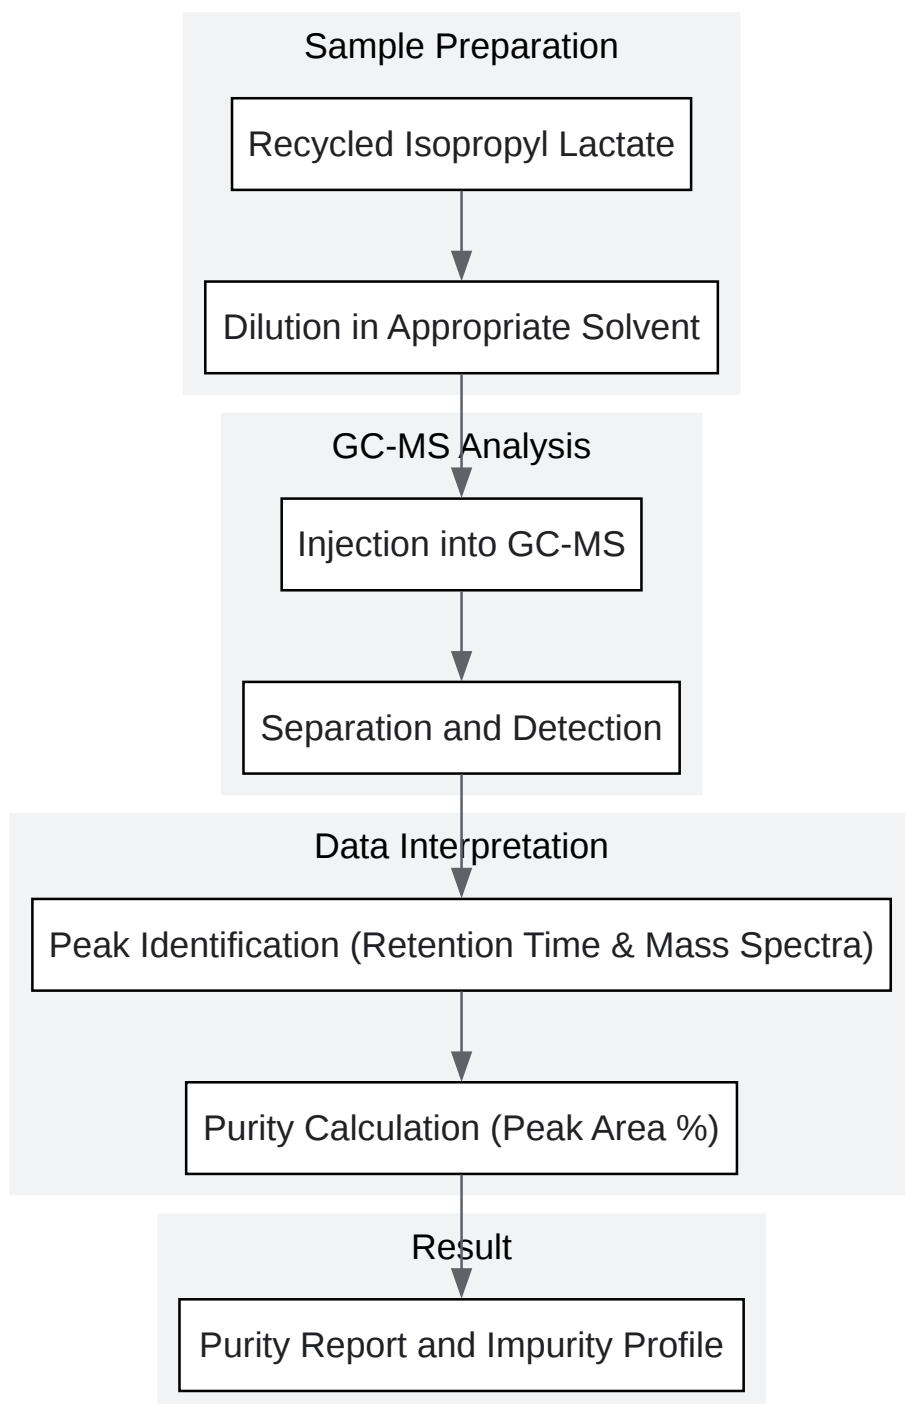 Sample Preparation
Recycled Isopropyl Lactate
Dilution in Appropriate Solvent
GC-MS Analysis
Injection into GC-MS
Separation and Detection
Data Interpretation
Peak Identification (Retention Time & Mass Spectra)
Purity Calculation (Peak Area %)
Result
Purity Report and Impurity Profile